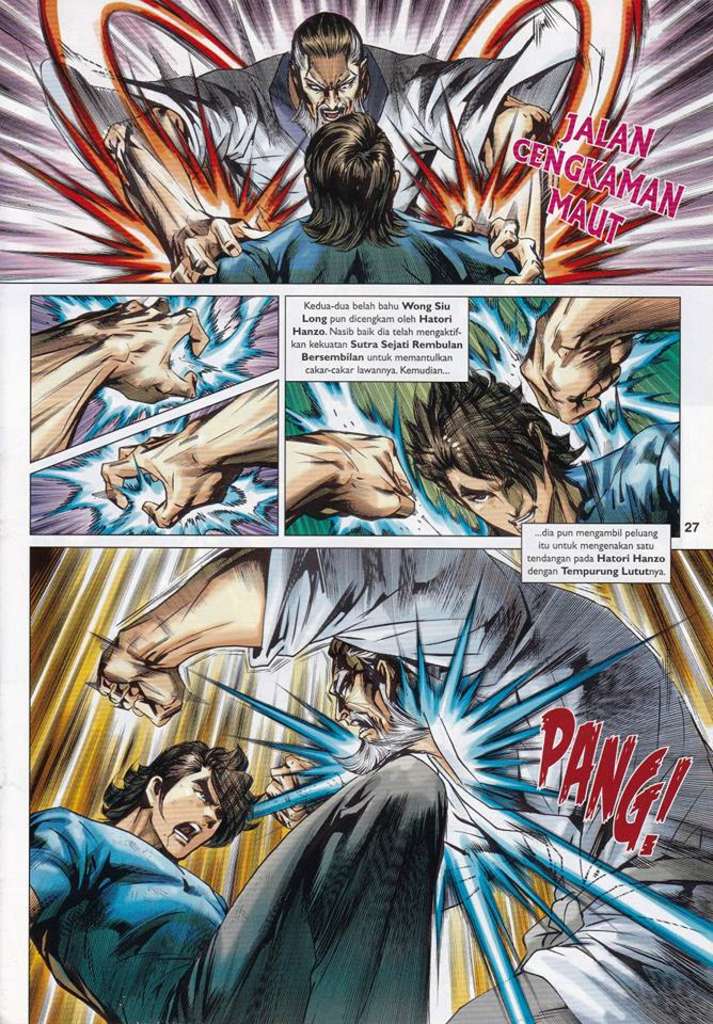 JALAN
CENGKAMAN
MAUT
Kedua-dua belah bahu Wong Siu
Long pun dicengkam oleh Hatori
Hanzo. Nasib baik dia telah mengaktif-
kan kekuatan Sutra Sejati Rembulan
Bersembilan untuk memantulkan
cakar-cakar lawannya. Kemudian...
27
...dia pun mengambil peluang
itu untuk mengenakan satu
tendangan pada Hatori Hanzo
dengan Tempurung Lututnya.
PANG!